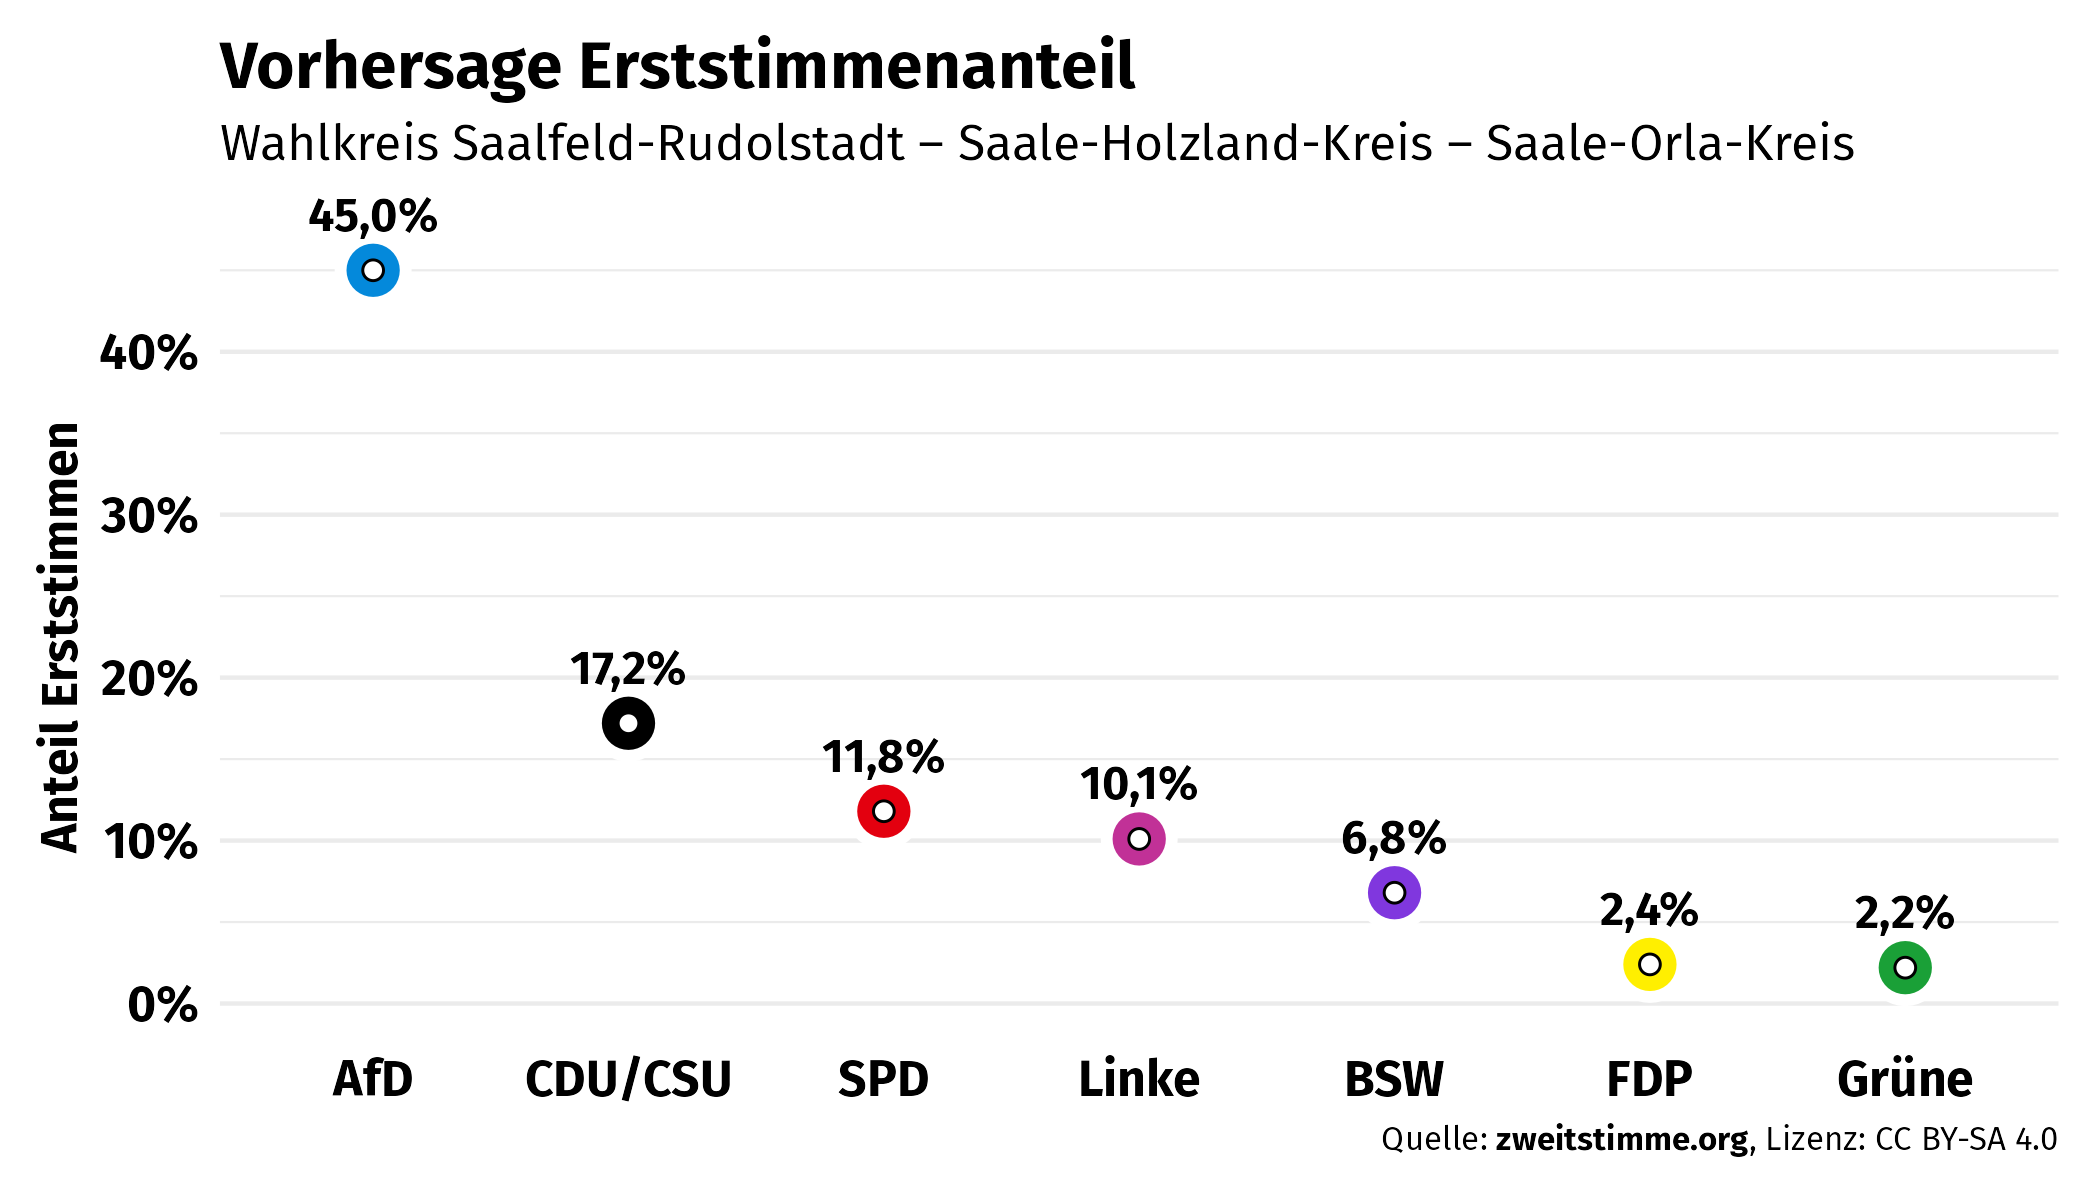 Vorhersage Erststimmenanteil
Wahlkreis Saalfeld-Rudolstadt – Saale-Holzland-Kreis – Saale-Orla-Kreis
45,0%
40%
30%
20%
10%
0%
Anteil Erststimmen
17,2%
11,8%
10,1%
6,8%
2,4%
2,2%
AfD
CDU/CSU
SPD
Linke
BSW
FDP
Grüne
Quelle: zweitstimme.org, Lizenz: CC BY-SA 4.0